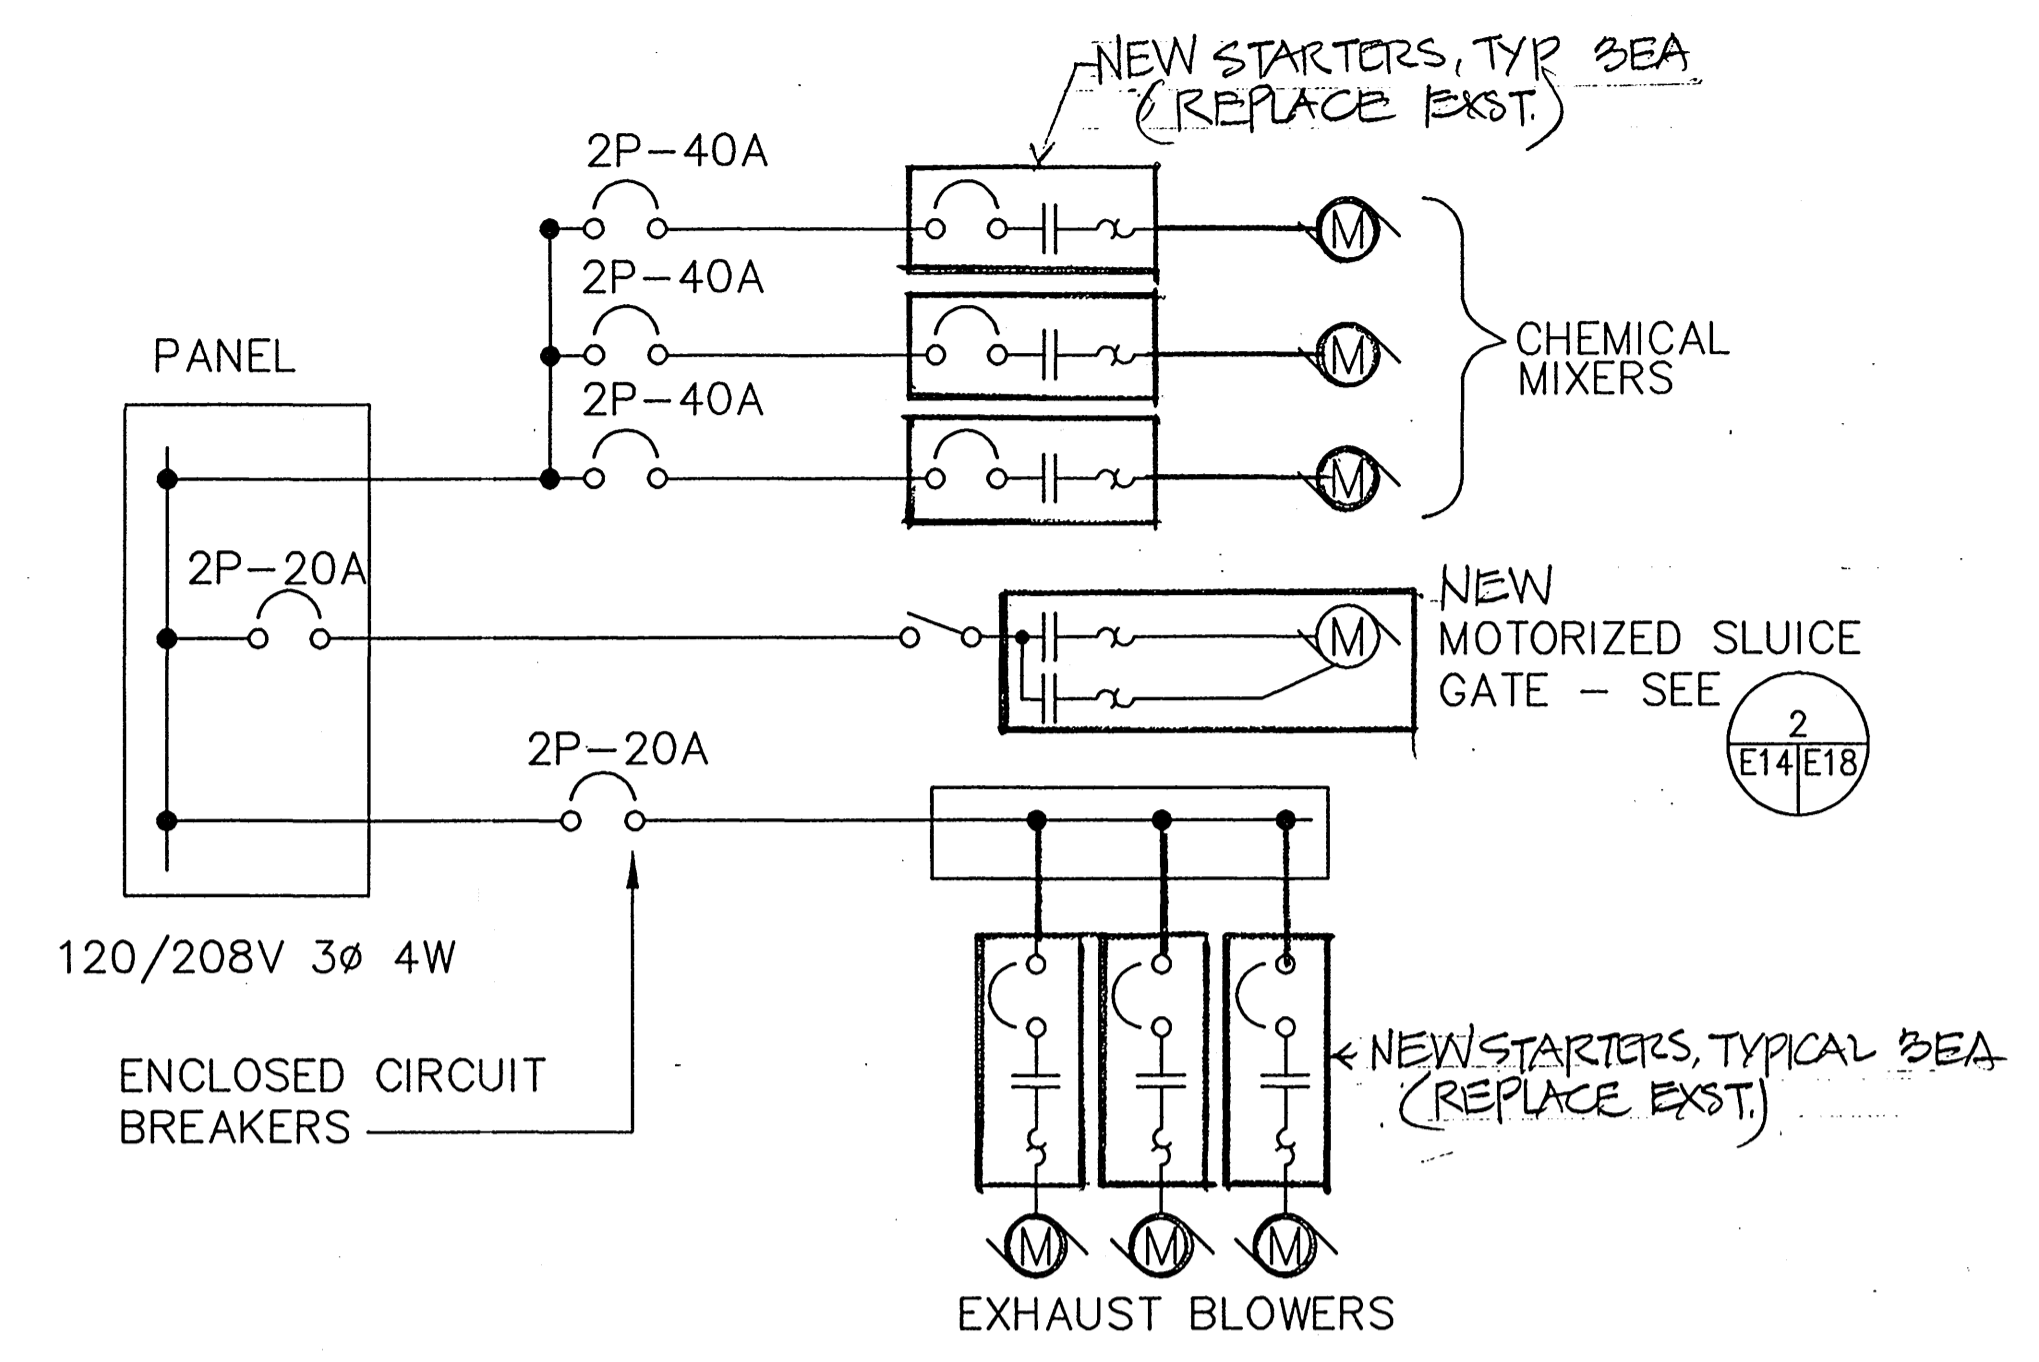 NEW STARTERS, TYP 3EA
(REPLACE EXST.)
2P-40A
2P-40A
2P-40A
M
M
M
CHEMICAL
MIXERS
PANEL
2P-20A
M
NEW
MOTORIZED SLUICE
GATE - SEE
2
E14 E18
2P-20A
120/208V 3ø 4W
ENCLOSED CIRCUIT
BREAKERS
NEW STARTERS, TYPICAL 3EA
(REPLACE EXST.)
M M M
EXHAUST BLOWERS